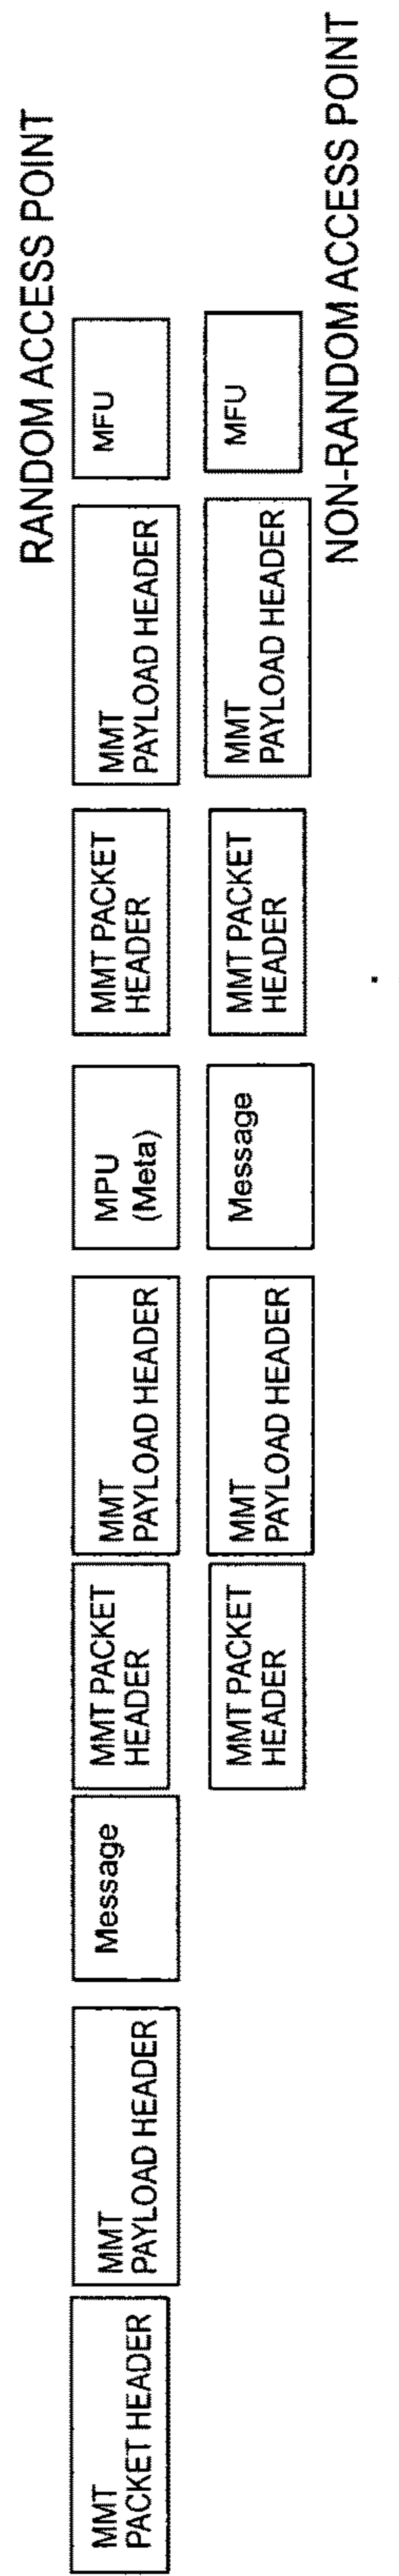 RANDOM ACCESS POINT
MMT
PACKET HEADER
MMT
PAYLOAD HEADER
Message
MMT PACKET
HEADER
MMT
PAYLOAD HEADER
MPU
(Meta)
MMT PACKET
HEADER
MMT
PAYLOAD HEADER
MFU
MMT PACKET
HEADER
MMT
PAYLOAD HEADER
Message
MMT PACKET
HEADER
MMT
PAYLOAD HEADER
MFU
NON-RANDOM ACCESS POINT